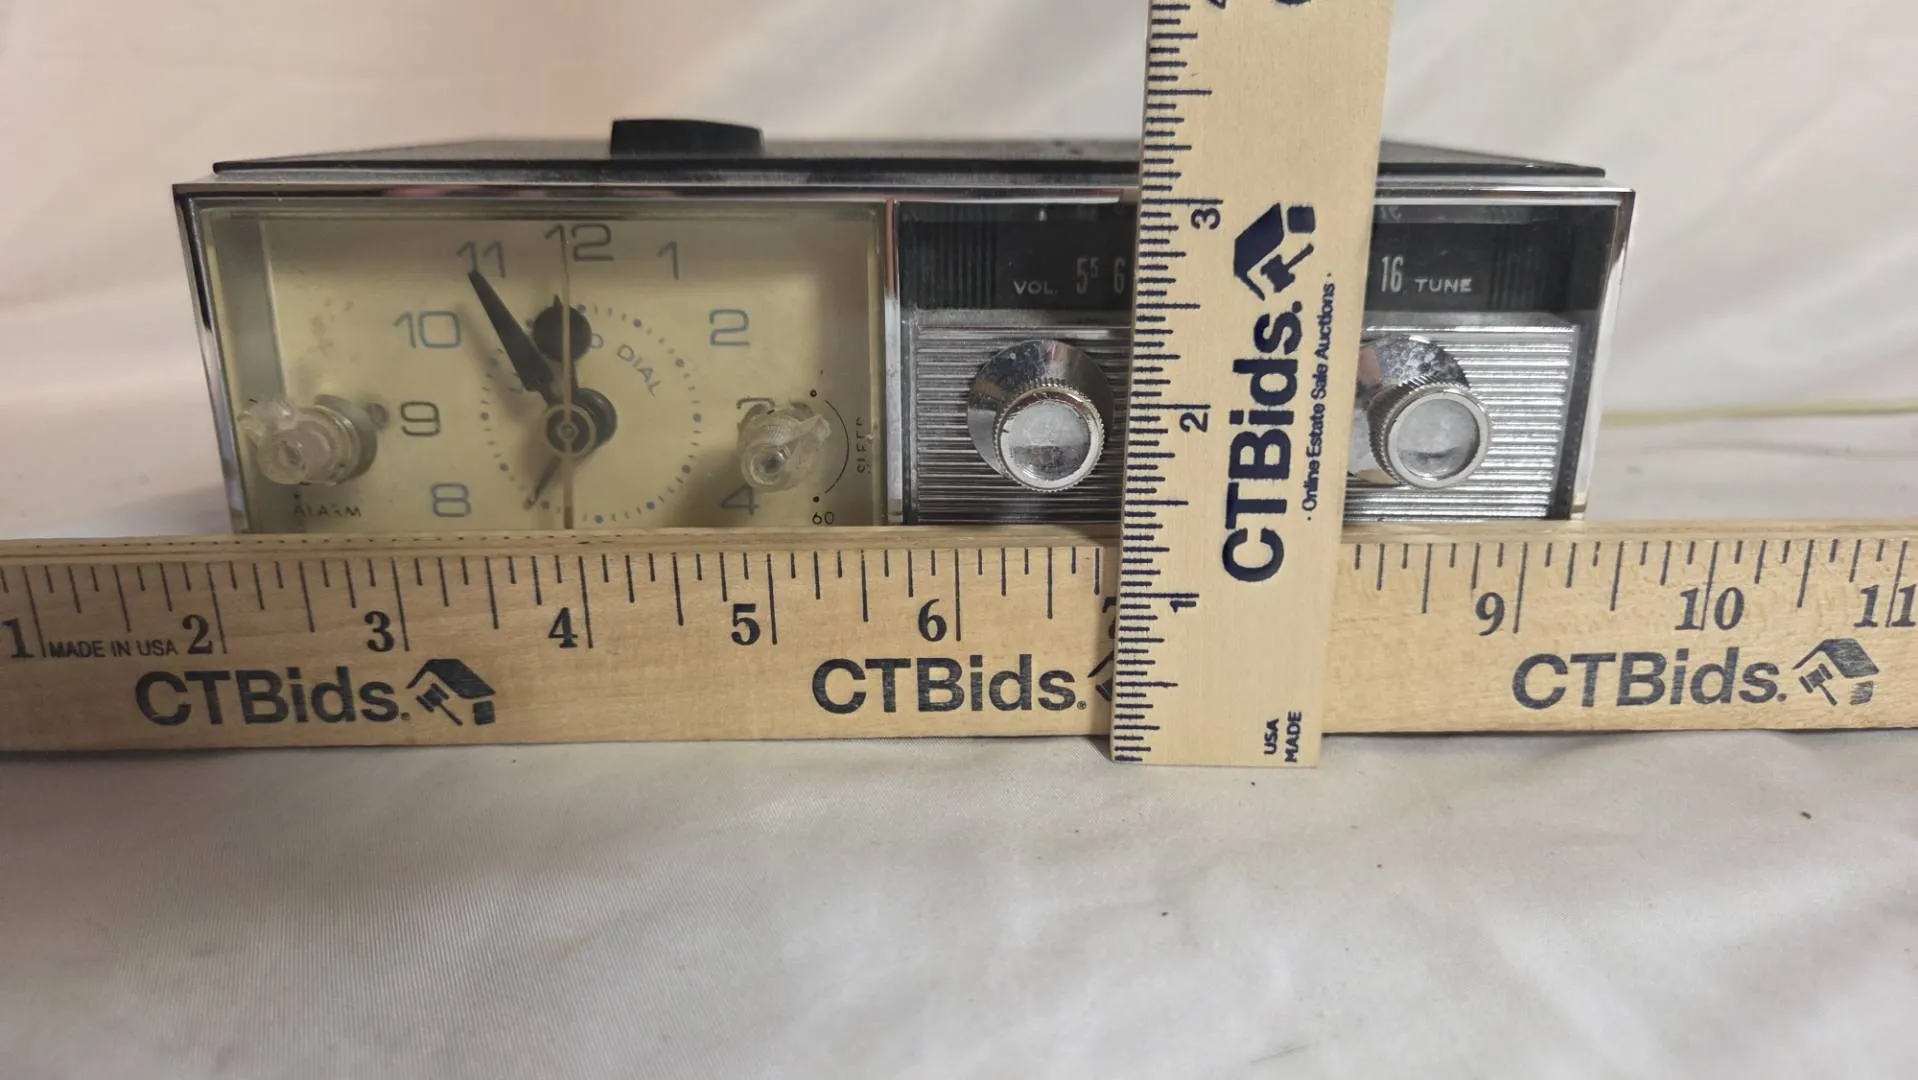 11 12 1
10 2
DIAL
9
8 4
ALARM
SLEEP
60
VOL. 5⁵ 6
16 TUNE
3
2
1
CTBids.
· Online Estate Sale Auctions ·
USA
MADE
1 2 3 4 5 6 9 10 11
MADE IN USA
CTBids. CTBids.® CTBids.